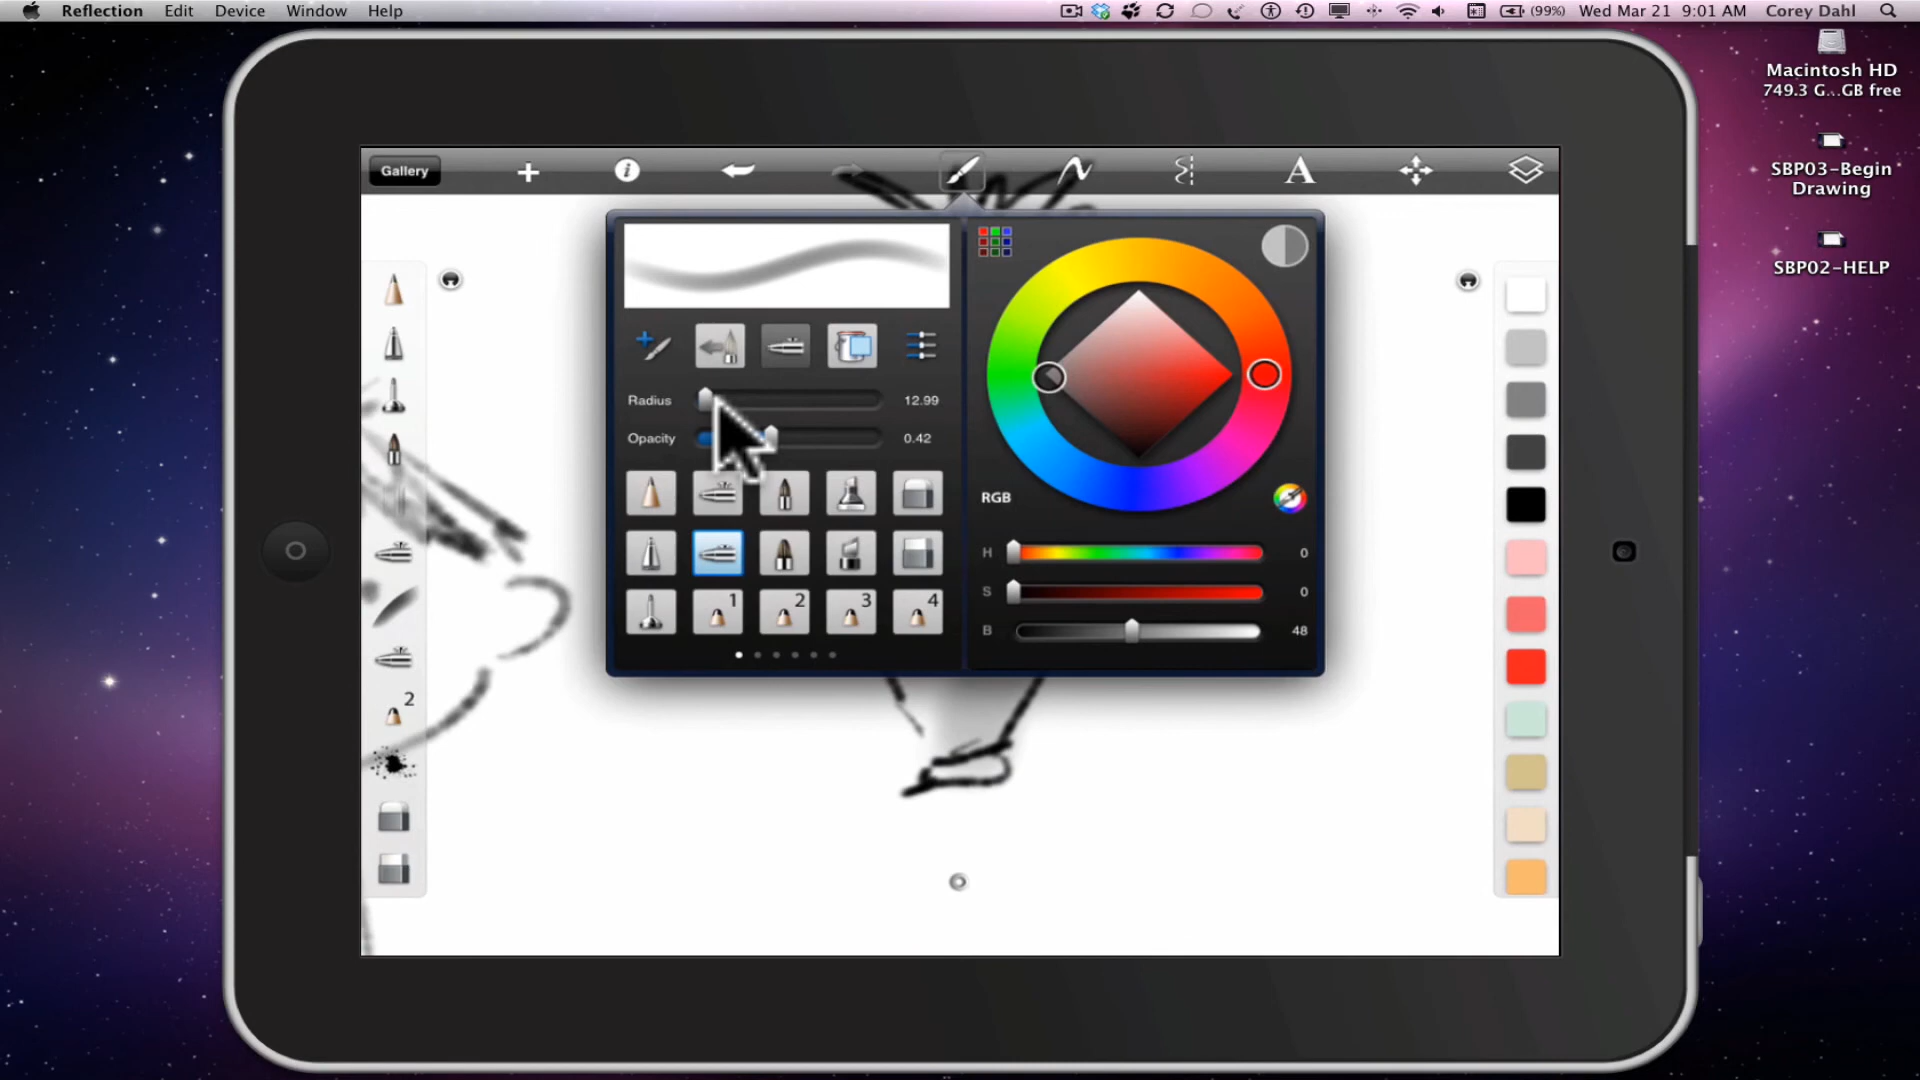 Reflection Edit Device Window Help (99%) Wed Mar 21 9:01 AM Corey Dahl
Macintosh HD
749.3 G...GB free
SBP03-Begin
Drawing
SBP02-HELP
Gallery i A
Radius 12.99
Opacity 0.42
RGB
H 0
S 0
1 2 3 4
B 48
2